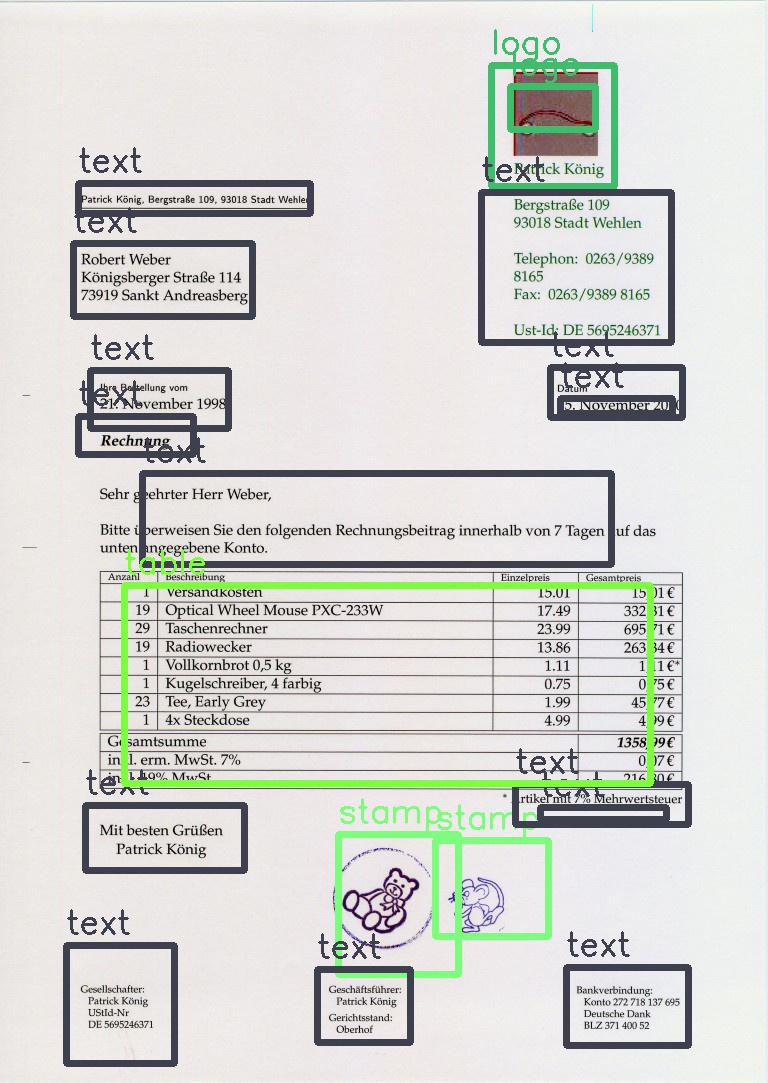 logo
logo
Patrick König
text
text
Patrick König, Bergstraße 109, 93018 Stadt Wehlen
Bergstraße 109
93018 Stadt Wehlen
text
Robert Weber
Königsberger Straße 114
73919 Sankt Andreasberg
Telephon: 0263/9389
8165
Fax: 0263/9389 8165
Ust-Id: DE 5695246371
text
text
Ihre Bestellung vom
21. November 1998
text
Datum
5. November
text
Rechnung
text
Sehr geehrter Herr Weber,
Bitte überweisen Sie den folgenden Rechnungsbeitrag innerhalb von 7 Tagen auf das
unten angegebene Konto.
table
Anzahl Beschreibung Einzelpreis Gesamtpreis
1 Versandkosten 15.01 15,01 €
19 Optical Wheel Mouse PXC-233W 17.49 332,31 €
29 Taschenrechner 23.99 695,71 €
19 Radiowecker 13.86 263,34 €
1 Vollkornbrot 0,5 kg 1.11 1,11 €*
1 Kugelschreiber, 4 farbig 0.75 0,75 €
23 Tee, Early Grey 1.99 45,77 €
1 4x Steckdose 4.99 4,99 €
Gesamtsumme 1358,99 €
inkl. erm. MwSt. 7% 0,07 €
inkl. 19% MwSt.
text
text
* Artikel mit 7% Mehrwertsteuer
text
Mit besten Grüßen
Patrick König
stamp
stamp
text
Gesellschafter:
Patrick König
UStId-Nr
DE 5695246371
text
Geschäftsführer:
Patrick König
Gerichtsstand:
Oberhof
text
Bankverbindung:
Konto 272 718 137 695
Deutsche Dank
BLZ 371 400 52